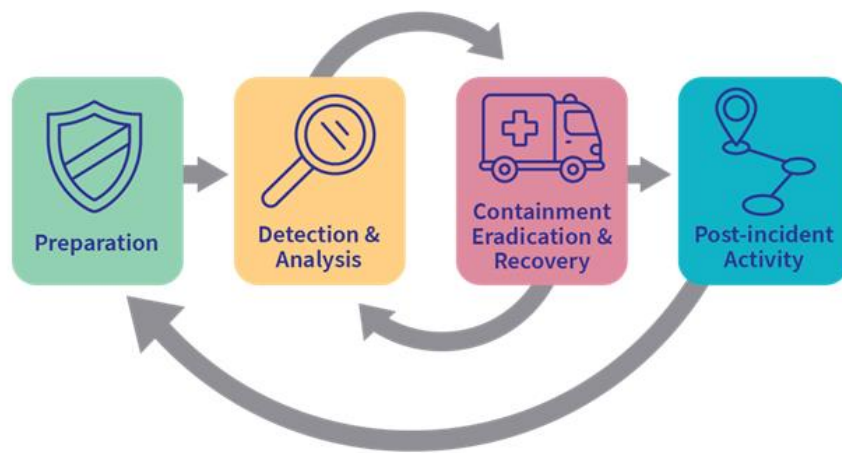 Preparation
Detection &
Analysis
Containment
Eradication &
Recovery
Post-incident
Activity